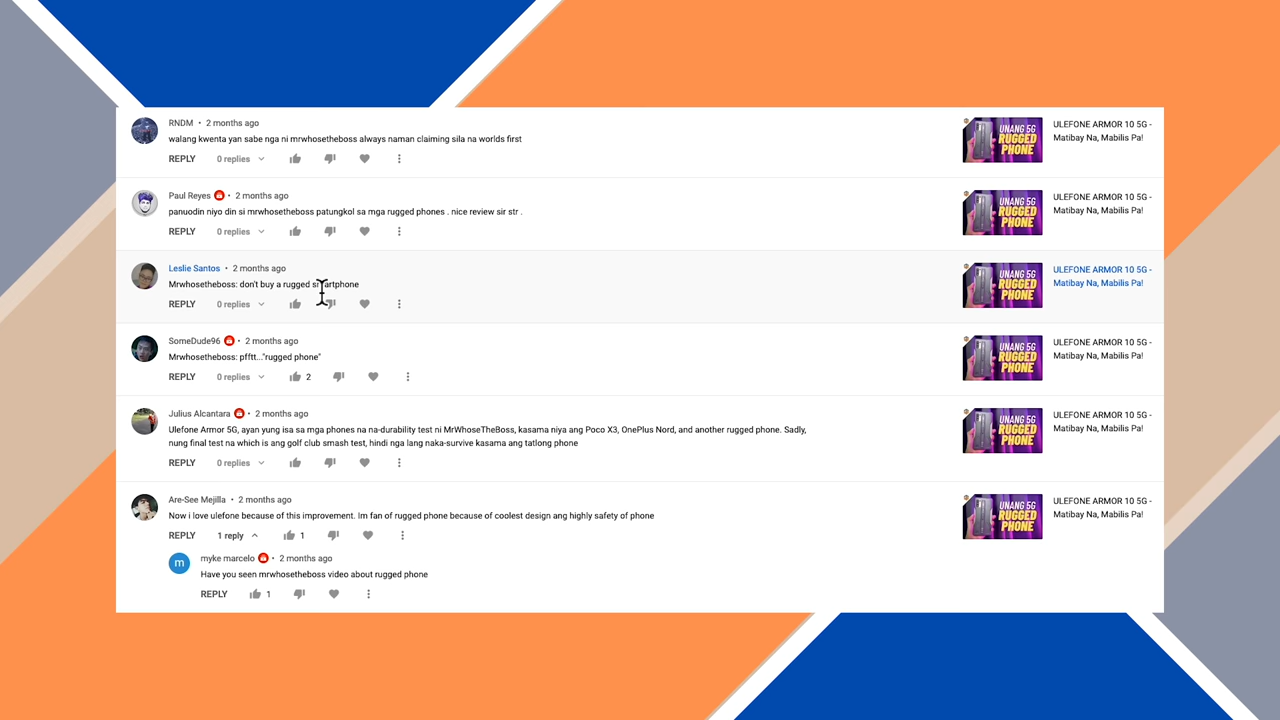 RNDM • 2 months ago
walang kwenta yan sabe nga ni mrwhosetheboss always naman claiming sila na worlds first
REPLY 0 replies
UNANG 5G
RUGGED
PHONE
ULEFONE ARMOR 10 5G -
Matibay Na, Mabilis Pa!
Paul Reyes • 2 months ago
panuodin niyo din si mrwhosetheboss patungkol sa mga rugged phones . nice review sir str .
REPLY 0 replies
UNANG 5G
RUGGED
PHONE
ULEFONE ARMOR 10 5G -
Matibay Na, Mabilis Pa!
Leslie Santos • 2 months ago
Mrwhosetheboss: don't buy a rugged smartphone
REPLY 0 replies
UNANG 5G
RUGGED
PHONE
ULEFONE ARMOR 10 5G -
Matibay Na, Mabilis Pa!
SomeDude96 • 2 months ago
Mrwhosetheboss: pfftt..."rugged phone"
REPLY 0 replies 2
UNANG 5G
RUGGED
PHONE
ULEFONE ARMOR 10 5G -
Matibay Na, Mabilis Pa!
Julius Alcantara • 2 months ago
Ulefone Armor 5G, ayan yung isa sa mga phones na na-durability test ni MrWhoseTheBoss, kasama niya ang Poco X3, OnePlus Nord, and another rugged phone. Sadly,
nung final test na which is ang golf club smash test, hindi nga lang naka-survive kasama ang tatlong phone
REPLY 0 replies
UNANG 5G
RUGGED
PHONE
ULEFONE ARMOR 10 5G -
Matibay Na, Mabilis Pa!
Are-See Mejilla • 2 months ago
Now i love ulefone because of this improvement. Im fan of rugged phone because of coolest design ang highly safety of phone
REPLY 1 reply 1
UNANG 5G
RUGGED
PHONE
ULEFONE ARMOR 10 5G -
Matibay Na, Mabilis Pa!
m
myke marcelo • 2 months ago
Have you seen mrwhosetheboss video about rugged phone
REPLY 1